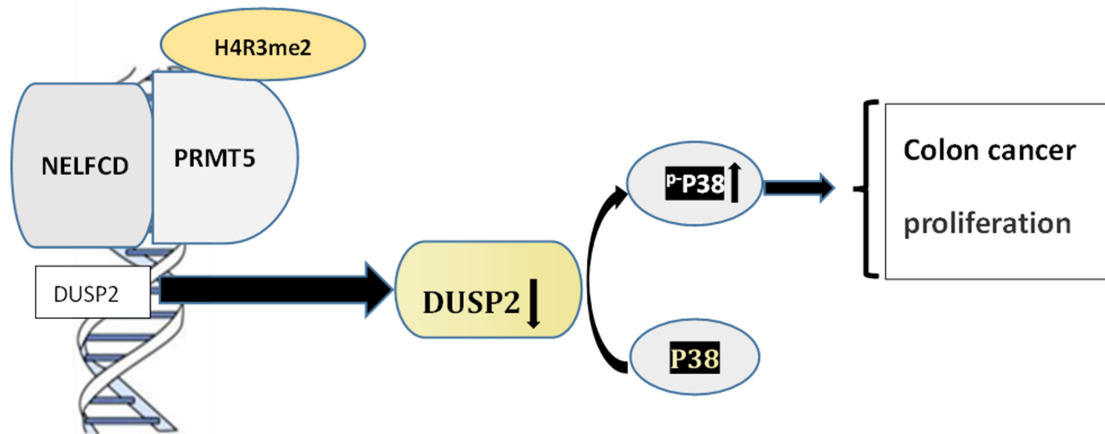 H4R3me2
NELFCD
PRMT5
DUSP2
DUSP2↓
p-P38↑
P38
Colon cancer
proliferation